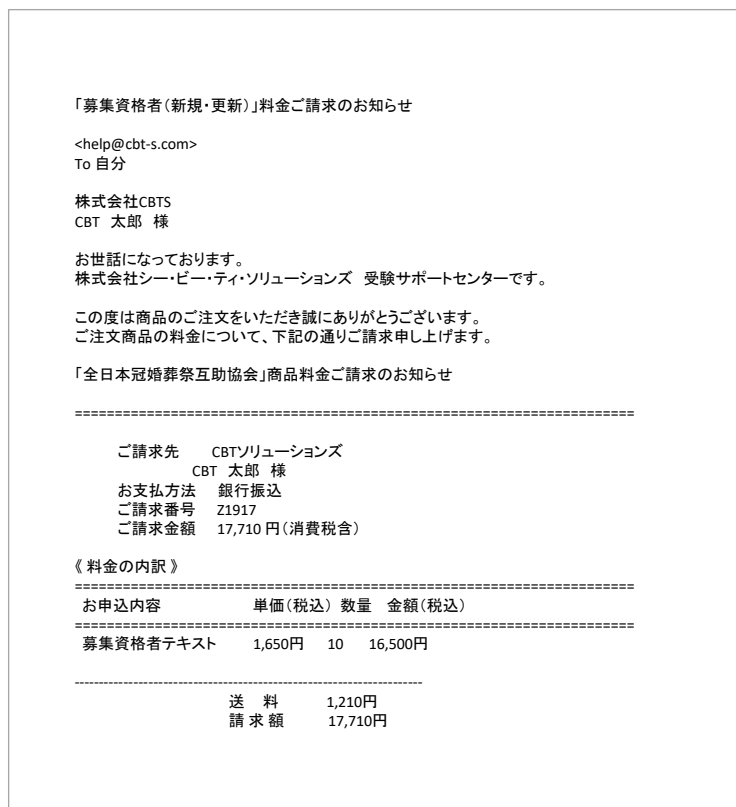 「募集資格者（新規・更新）」料金ご請求のお知らせ
<help@cbt-s.com>
To 自分
株式会社CBTS
CBT 太郎 様
お世話になっております。
株式会社シー・ビー・ティ・ソリューションズ 受験サポートセンターです。
この度は商品のご注文をいただき誠にありがとうございます。
ご注文商品の料金について、下記の通りご請求申し上げます。
「全日本冠婚葬祭互助協会」商品料金ご請求のお知らせ
======================================================================
ご請求先 CBTソリューションズ
CBT 太郎 様
お支払方法 銀行振込
ご請求番号 Z1917
ご請求金額 17,710 円（消費税含）
《 料金の内訳 》
======================================================================
お申込内容 単価（税込） 数量 金額（税込）
======================================================================
募集資格者テキスト 1,650円 10 16,500円
------------------------------------------------------------------------
送 料 1,210円
請 求 額 17,710円